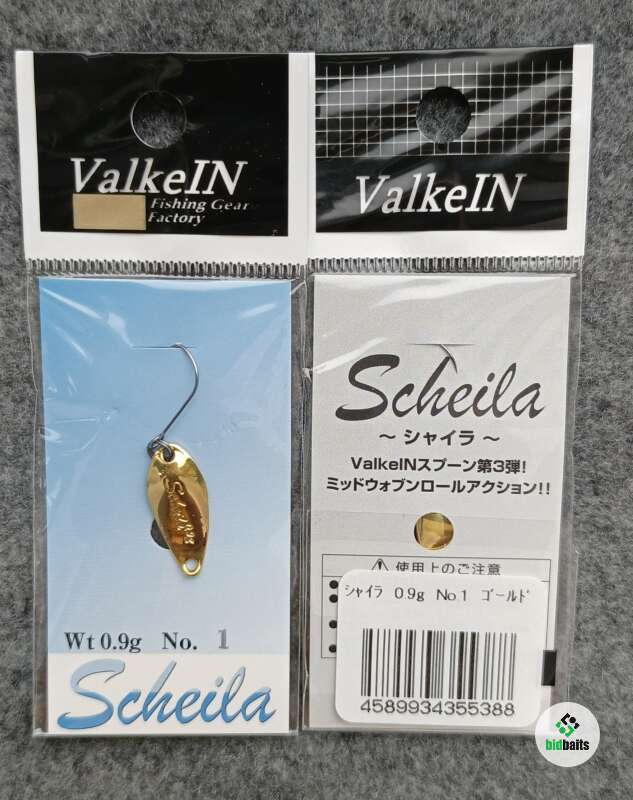 ValkeIN
Fishing Gear
Factory
Scheila
Wt 0.9g No. 1
Scheila
ValkeIN
Scheila
～シャイラ～
ValkeINスプーン第3弾!
ミッドウォブンロールアクション!!
⚠使用上のご注意
シャイラ 0.9g No.1 ゴールド
4589934355388
bidbaits